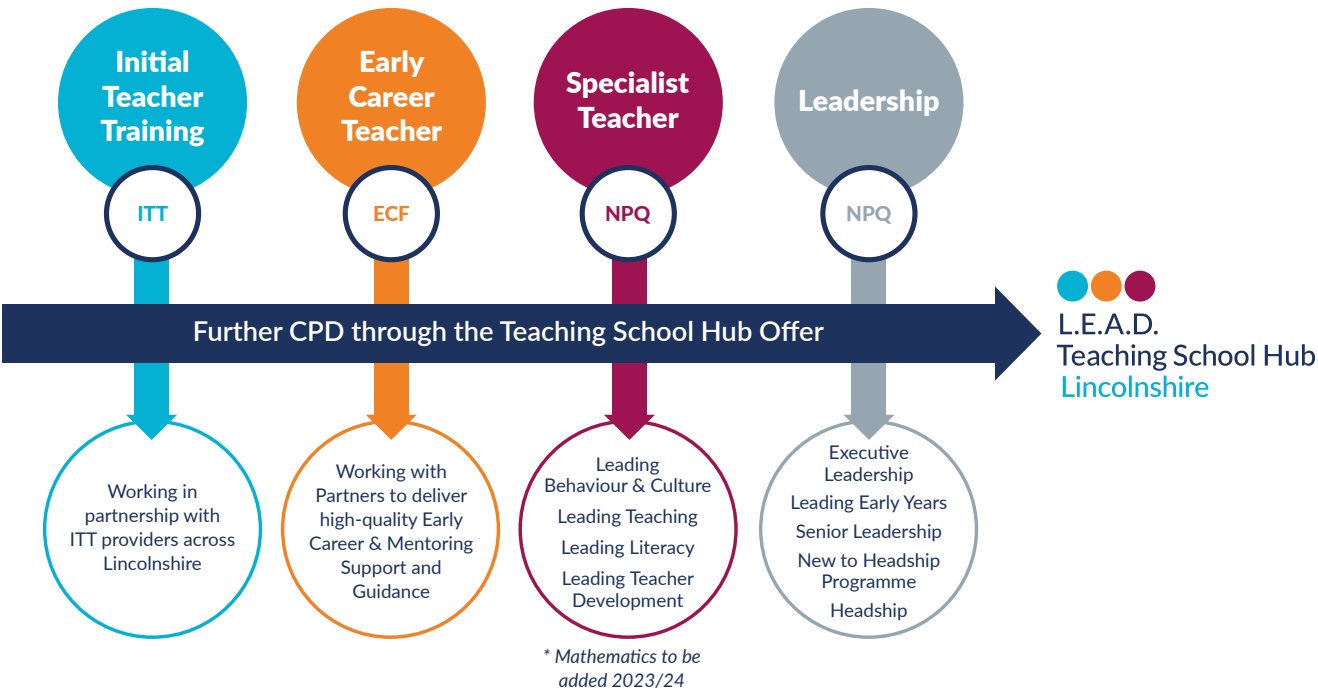 Initial
Teacher
Training
Early
Career
Teacher
Specialist
Teacher
Leadership
ITT
ECF
NPQ
NPQ
Further CPD through the Teaching School Hub Offer
L.E.A.D.
Teaching School Hub
Lincolnshire
Working in
partnership with
ITT providers across
Lincolnshire
Working with
Partners to deliver
high-quality Early
Career & Mentoring
Support and
Guidance
Leading
Behaviour & Culture
Leading Teaching
Leading Literacy
Leading Teacher
Development
Executive
Leadership
Leading Early Years
Senior Leadership
New to Headship
Programme
Headship
* Mathematics to be
added 2023/24